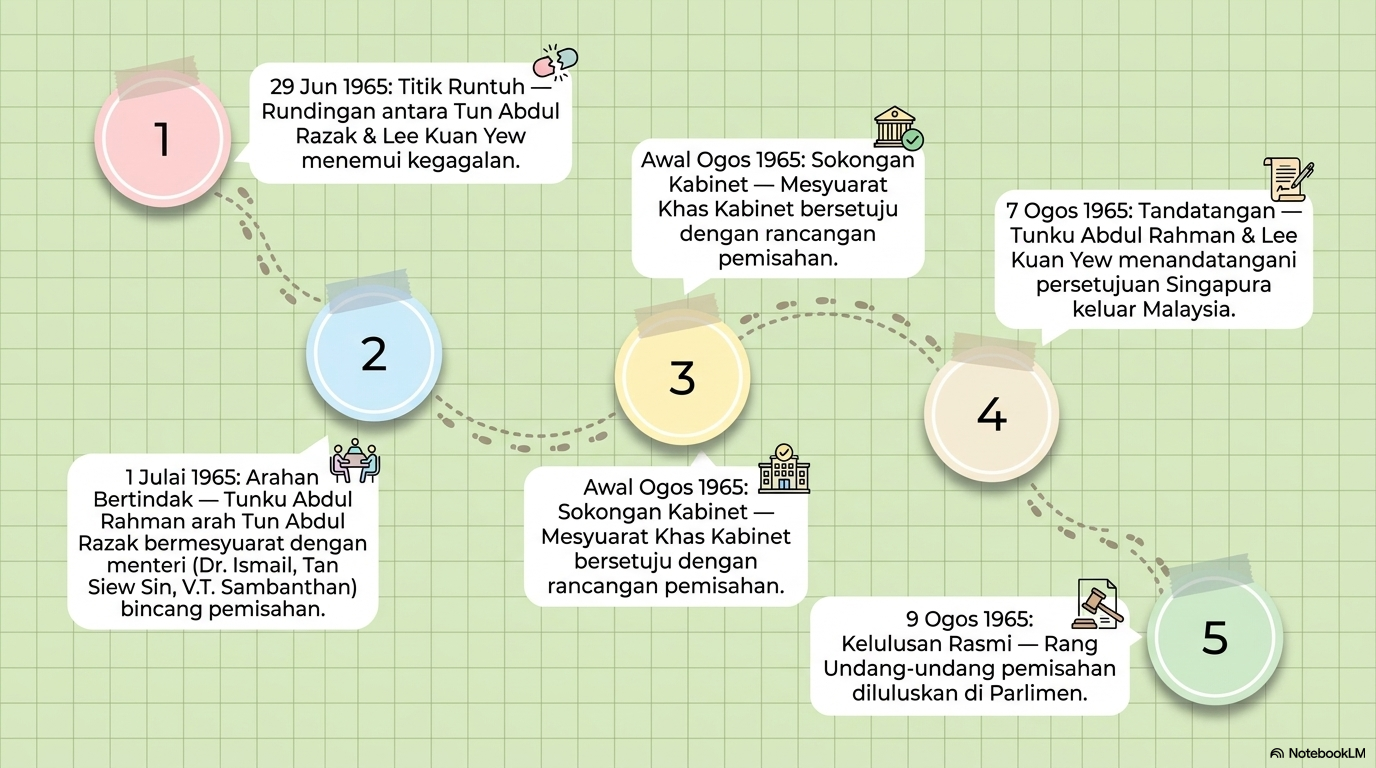 1
29 Jun 1965: Titik Runtuh —
Rundingan antara Tun Abdul
Razak & Lee Kuan Yew
menemui kegagalan.
2
1 Julai 1965: Arahan
Bertindak — Tunku Abdul
Rahman arah Tun Abdul
Razak bermesyuarat dengan
menteri (Dr. Ismail, Tan
Siew Sin, V.T. Sambanthan)
bincang pemisahan.
Awal Ogos 1965: Sokongan
Kabinet — Mesyuarat
Khas Kabinet bersetuju
dengan rancangan
pemisahan.
3
Awal Ogos 1965:
Sokongan Kabinet —
Mesyuarat Khas Kabinet
bersetuju dengan
rancangan pemisahan.
7 Ogos 1965: Tandatangan —
Tunku Abdul Rahman & Lee
Kuan Yew menandatangani
persetujuan Singapura
keluar Malaysia.
4
9 Ogos 1965:
Kelulusan Rasmi — Rang
Undang-undang pemisahan
diluluskan di Parlimen.
5
NotebookLM